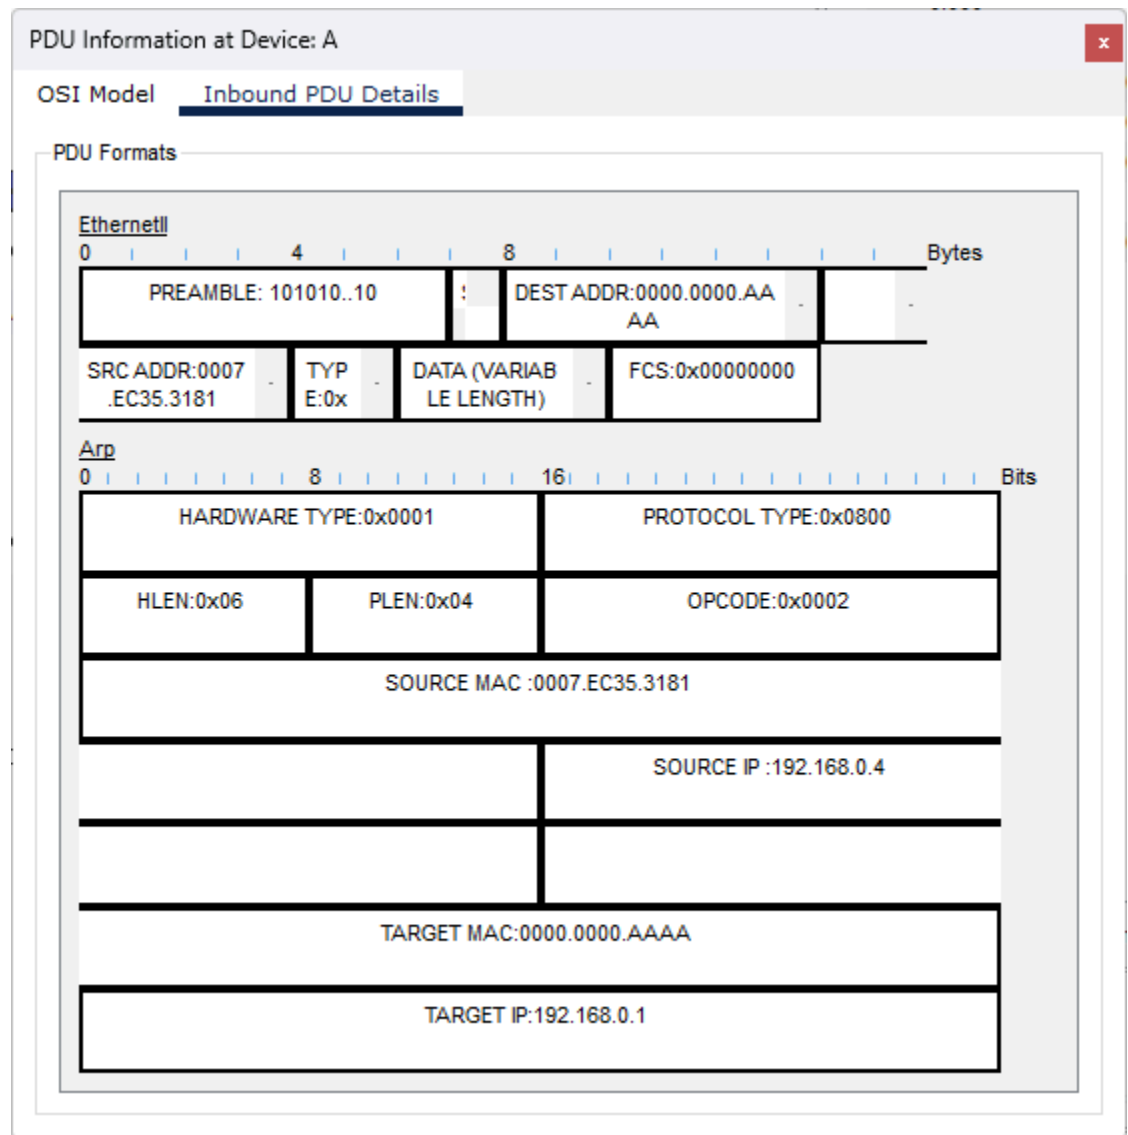 PDU Information at Device: A
x
OSI Model Inbound PDU Details
PDU Formats
EthernetII
0 4 8 Bytes
PREAMBLE: 101010..10 DEST ADDR:0000.0000.AA
AA
SRC ADDR:0007 TYP DATA (VARIAB FCS:0x00000000
.EC35.3181 E:0x LE LENGTH)
Arp
0 8 16 Bits
HARDWARE TYPE:0x0001 PROTOCOL TYPE:0x0800
HLEN:0x06 PLEN:0x04 OPCODE:0x0002
SOURCE MAC :0007.EC35.3181
SOURCE IP :192.168.0.4
TARGET MAC:0000.0000.AAAA
TARGET IP:192.168.0.1